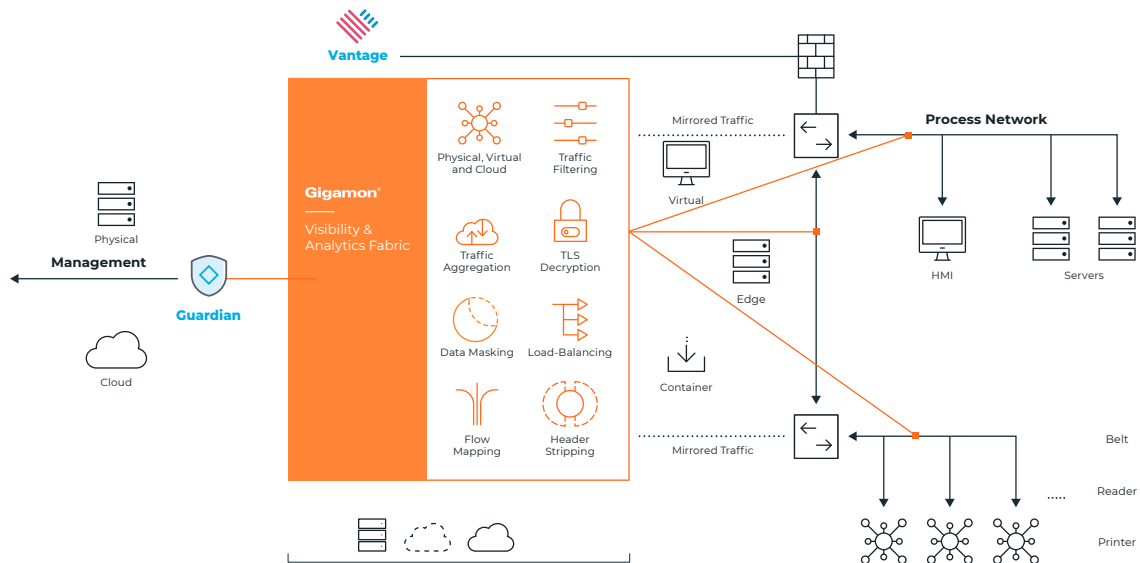 Vantage
Mirrored Traffic
Process Network
Physical, Virtual
and Cloud
Traffic
Filtering
Gigamon®
Visibility &
Analytics Fabric
Virtual
Physical
Traffic
Aggregation
TLS
Decryption
Management
HMI
Servers
Edge
Guardian
Data Masking
Load-Balancing
Cloud
Container
Flow
Mapping
Header
Stripping
Mirrored Traffic
Belt
Reader
Printer